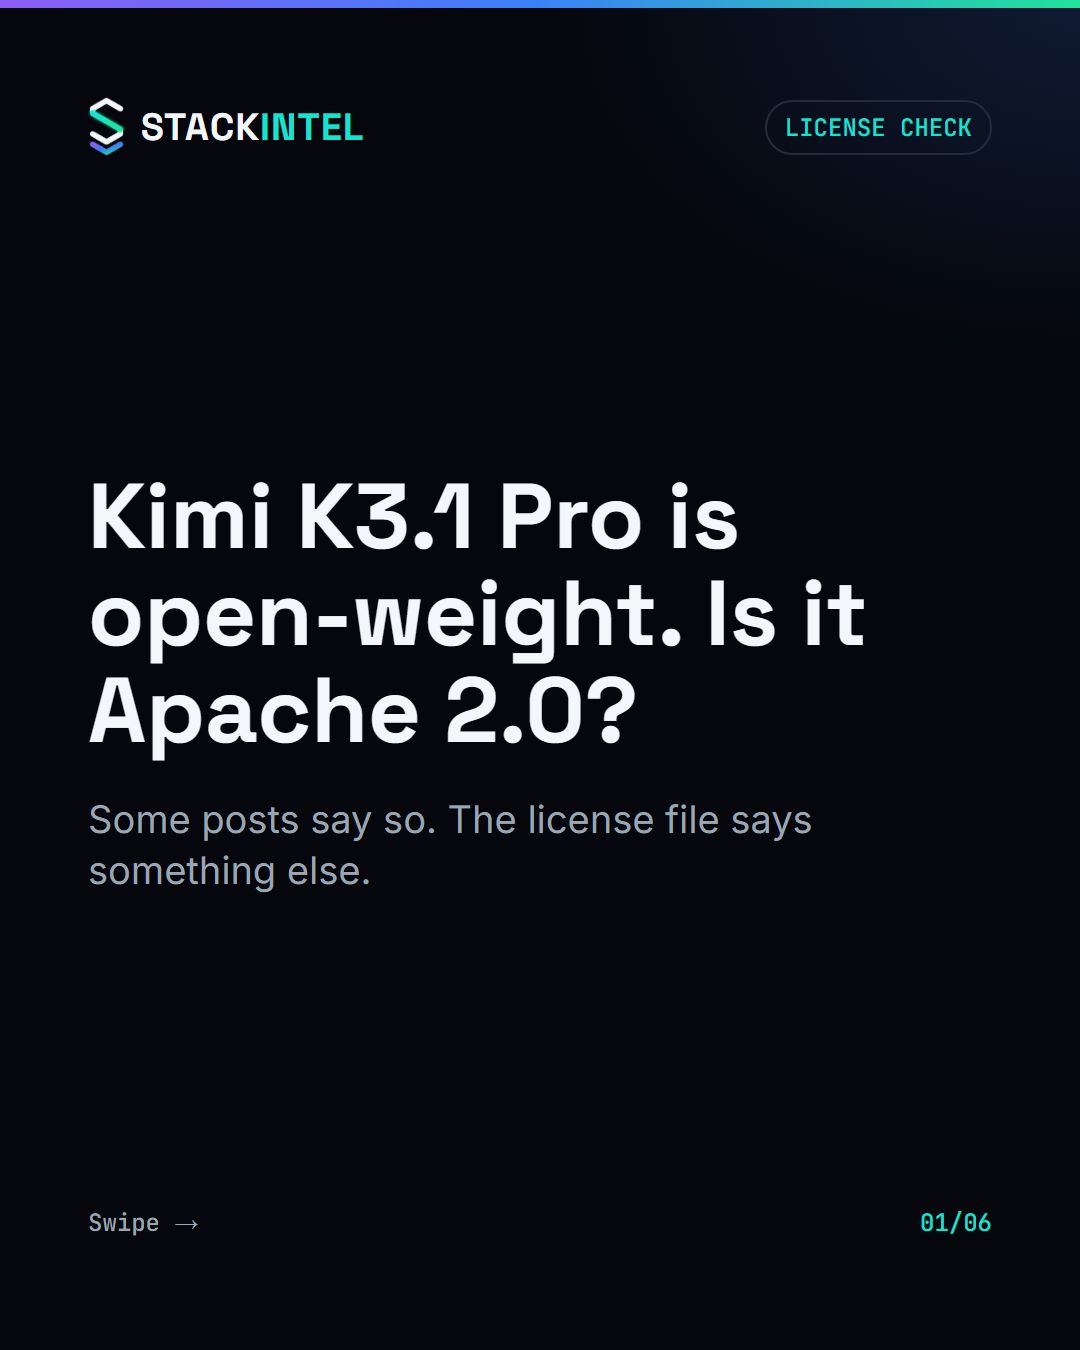 STACKINTEL
LICENSE CHECK
Kimi K3.1 Pro is
open-weight. Is it
Apache 2.0?
Some posts say so. The license file says
something else.
Swipe →
01/06